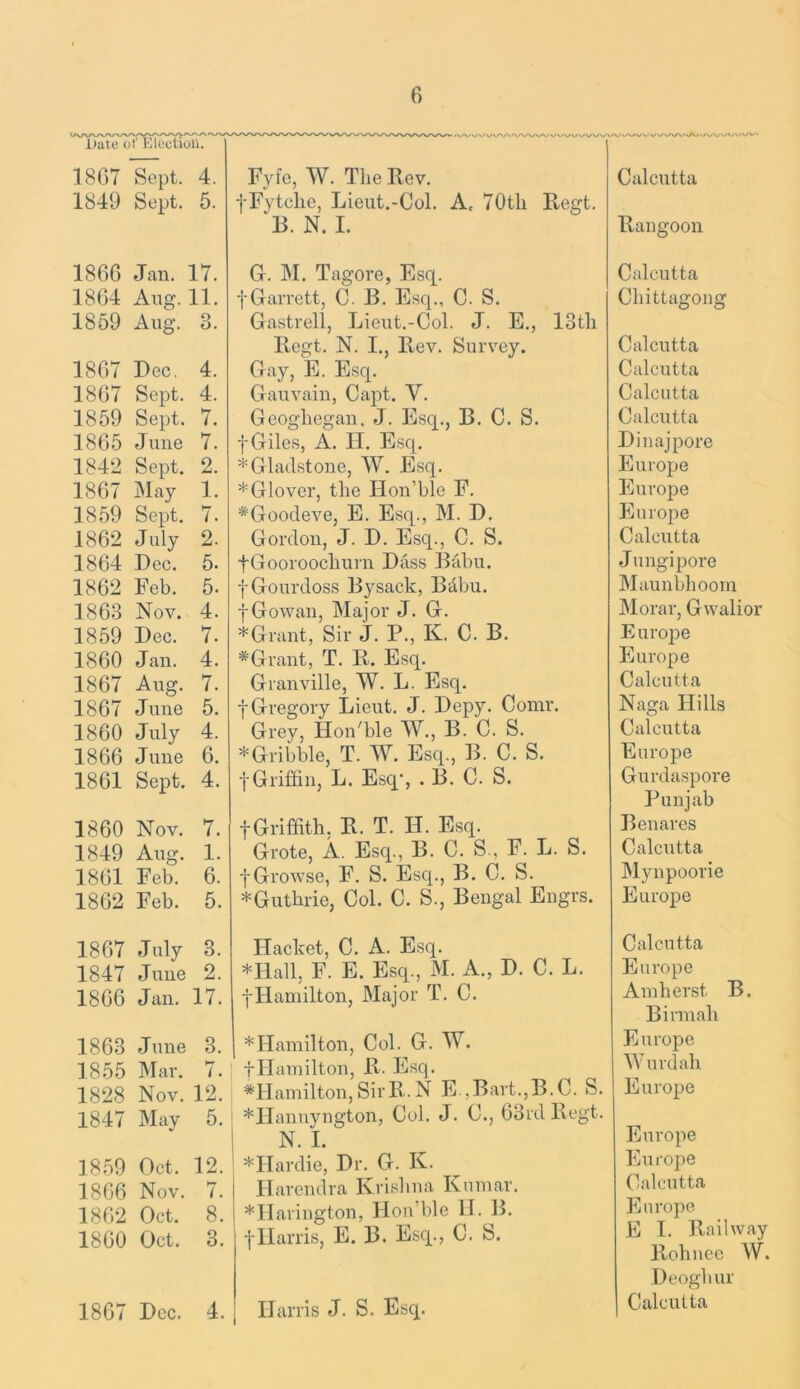 6
Date of Election.
1867 Sept. 4. Fyfe, W. The Rev. Calcutta
1849 Sept. 5. †Fytche, Lieut.-Col. A, 70th Regt.
B. N. I. Rangoon
1866 Jan. 17. G. M. Tagore, Esq. Calcutta
1864 Aug. 11. †Garrett, C. B. Esq., C. S. Chittagong
1859 Aug. 3. Gastrell, Lieut.-Col. J. E., 13th
Regt. N. I., Rev. Survey. Calcutta
1867 Dec. 4. Gay, E. Esq. Calcutta
1867 Sept. 4. Gauvain, Capt. V. Calcutta
1859 Sept. 7. Geoghegan, J. Esq., B. C. S. Calcutta
1865 June 7. †Giles, A. H. Esq. Dinajpore
1842 Sept. 2. *Gladstone, W. Esq. Europe
1867 May 1. *Glover, the Hon'ble F. Europe
1859 Sept. 7. *Goodeve, E. Esq., M. D. Europe
1862 July 2. Gordon, J. D. Esq., C. S. Calcutta
1864 Dec. 5. †Gooroochurn Dáss Bábu. Jungipore
1862 Feb. 5. †Gourdoss Bysack, Bábu. Maunbhoom
1863 Nov. 4. †Gowan, Major J. G. Morar, Gwalior
1859 Dec. 7. *Grant, Sir J. P., K. C. B. Europe
1860 Jan. 4. *Grant, T. R. Esq. Europe
1867 Aug. 7. Granville, W. L. Esq. Calcutta
1867 June 5. †Gregory Lieut. J. Depy. Comr. Naga Hills
1860 July 4. Grey, Hon'ble W., B. C. S. Calcutta
1866 June 6. *Gribble, T. W. Esq., B. C. S. Europe
1861 Sept. 4. †Griffin, L. Esq', . B. C. S. Gurdaspore
Punjab
1860 Nov. 7. †Griffith, R. T. H. Esq. Benares
1849 Aug. 1. Grote, A. Esq., B. C. S., F. L. S. Calcutta
1861 Feb. 6. †Growse, F. S. Esq., B. C. S. Mynpoorie
1862 Feb. 5. *Guthrie, Col. C. S., Bengal Engrs. Europe
1867 July 3. Hacket, C. A. Esq. Calcutta
1847 June 2. *Hall, F. E. Esq., M. A., D. C. L. Europe
1866 Jan. 17. †Hamilton, Major T. C. Amherst B.
Birmah
1863 June 3. *Hamilton, Col. G. W. Europe
1855 Mar. 7. †Hamilton, R. Esq. Wurdah
1828 Nov. 12. *Hamilton, Sir R. N E., Bart., B. C. S. Europe
1847 May 5. *Hannyngton, Col. J. C., 63rd Regt.
N. I. Europe
1859 Oct. 12. *Hardie, Dr. G. K. Europe
1866 Nov. 7. Harendra Krishna Kumar. Calcutta
1862 Oct. 8. *Harington, Hon'ble H. B. Europe
1860 Oct. 3. †Harris, E. B. Esq., C. S. E I. Railway
Rohnee W.
Deoghur
1867 Dec. 4. Harris J. S. Esq. Calcutta